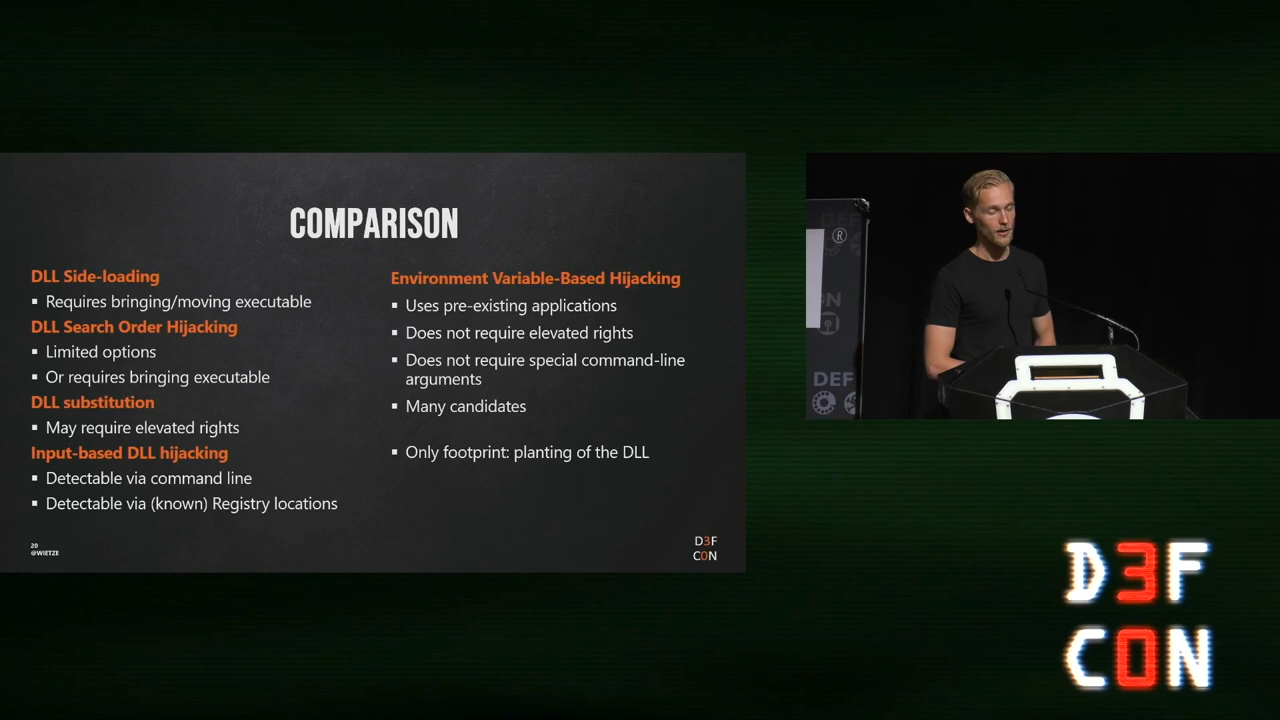 COMPARISON
DLL Side-loading
▪ Requires bringing/moving executable
DLL Search Order Hijacking
▪ Limited options
▪ Or requires bringing executable
DLL substitution
▪ May require elevated rights
Input-based DLL hijacking
▪ Detectable via command line
▪ Detectable via (known) Registry locations
Environment Variable-Based Hijacking
▪ Uses pre-existing applications
▪ Does not require elevated rights
▪ Does not require special command-line
arguments
▪ Many candidates
▪ Only footprint: planting of the DLL
20
@WIETZE
D3F
C0N
DEF
®
DEF
D3F
C0N